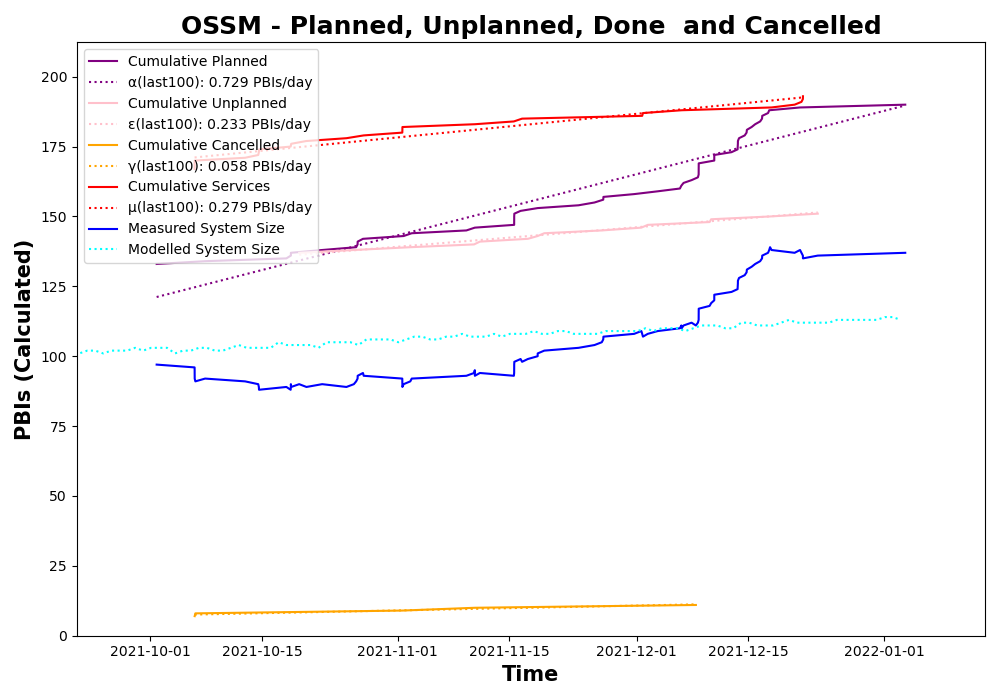 OSSM - Planned, Unplanned, Done  and Cancelled
Cumulative Planned
α(last100): 0.729 PBIs/day
Cumulative Unplanned
ε(last100): 0.233 PBIs/day
Cumulative Cancelled
γ(last100): 0.058 PBIs/day
Cumulative Services
μ(last100): 0.279 PBIs/day
Measured System Size
Modelled System Size
PBIs (Calculated)
200
175
150
125
100
75
50
25
0
2021-10-01
2021-10-15
2021-11-01
2021-11-15
2021-12-01
2021-12-15
2022-01-01
Time